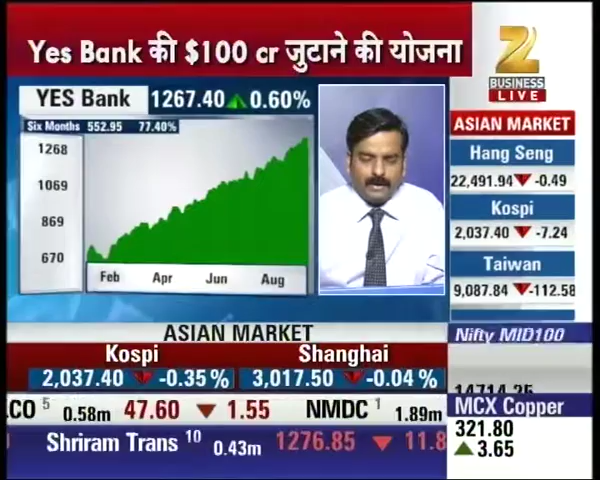 Yes Bank की $100 cr जुटाने की योजना
Z
BUSINESS
LIVE
YES Bank 1267.40 0.60%
Six Months 552.95 77.40%
1268
1069
869
670
Feb Apr Jun Aug
ASIAN MARKET
Hang Seng
22,491.94 -0.49
Kospi
2,037.40 -7.24
Taiwan
9,087.84 -112.58
ASIAN MARKET
Kospi Shanghai
2,037.40 -0.35% 3,017.50 -0.04%
Nifty MID100
CO 5 0.58m 47.60 1.55 NMDC 1 1.89m
Shriram Trans 10 0.43m 1276.85 11.8
MCX Copper
321.80
3.65